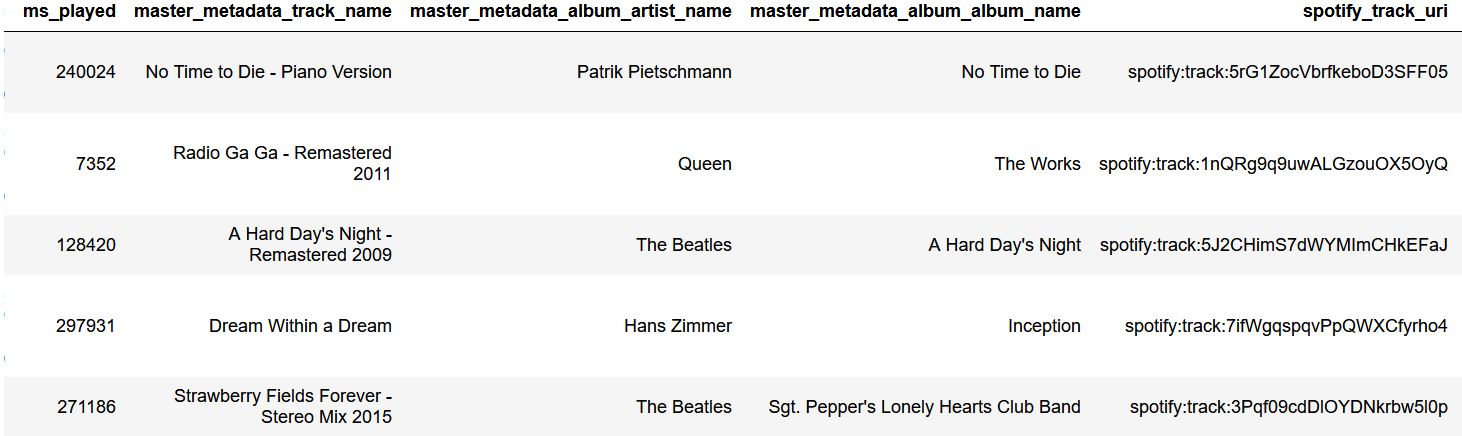 ms_played master_metadata_track_name master_metadata_album_artist_name master_metadata_album_album_name spotify_track_uri
240024 No Time to Die - Piano Version Patrik Pietschmann No Time to Die spotify:track:5rG1ZocVbrfkeboD3SFF05
7352 Radio Ga Ga - Remastered 2011 Queen The Works spotify:track:1nQRg9q9uwALGzouOX5OyQ
128420 A Hard Day's Night - Remastered 2009 The Beatles A Hard Day's Night spotify:track:5J2CHimS7dWYMImCHkEFaJ
297931 Dream Within a Dream Hans Zimmer Inception spotify:track:7ifWgqspqvPpQWXCfyrho4
271186 Strawberry Fields Forever - Stereo Mix 2015 The Beatles Sgt. Pepper's Lonely Hearts Club Band spotify:track:3Pqf09cdDlOYDNkrbw5l0p